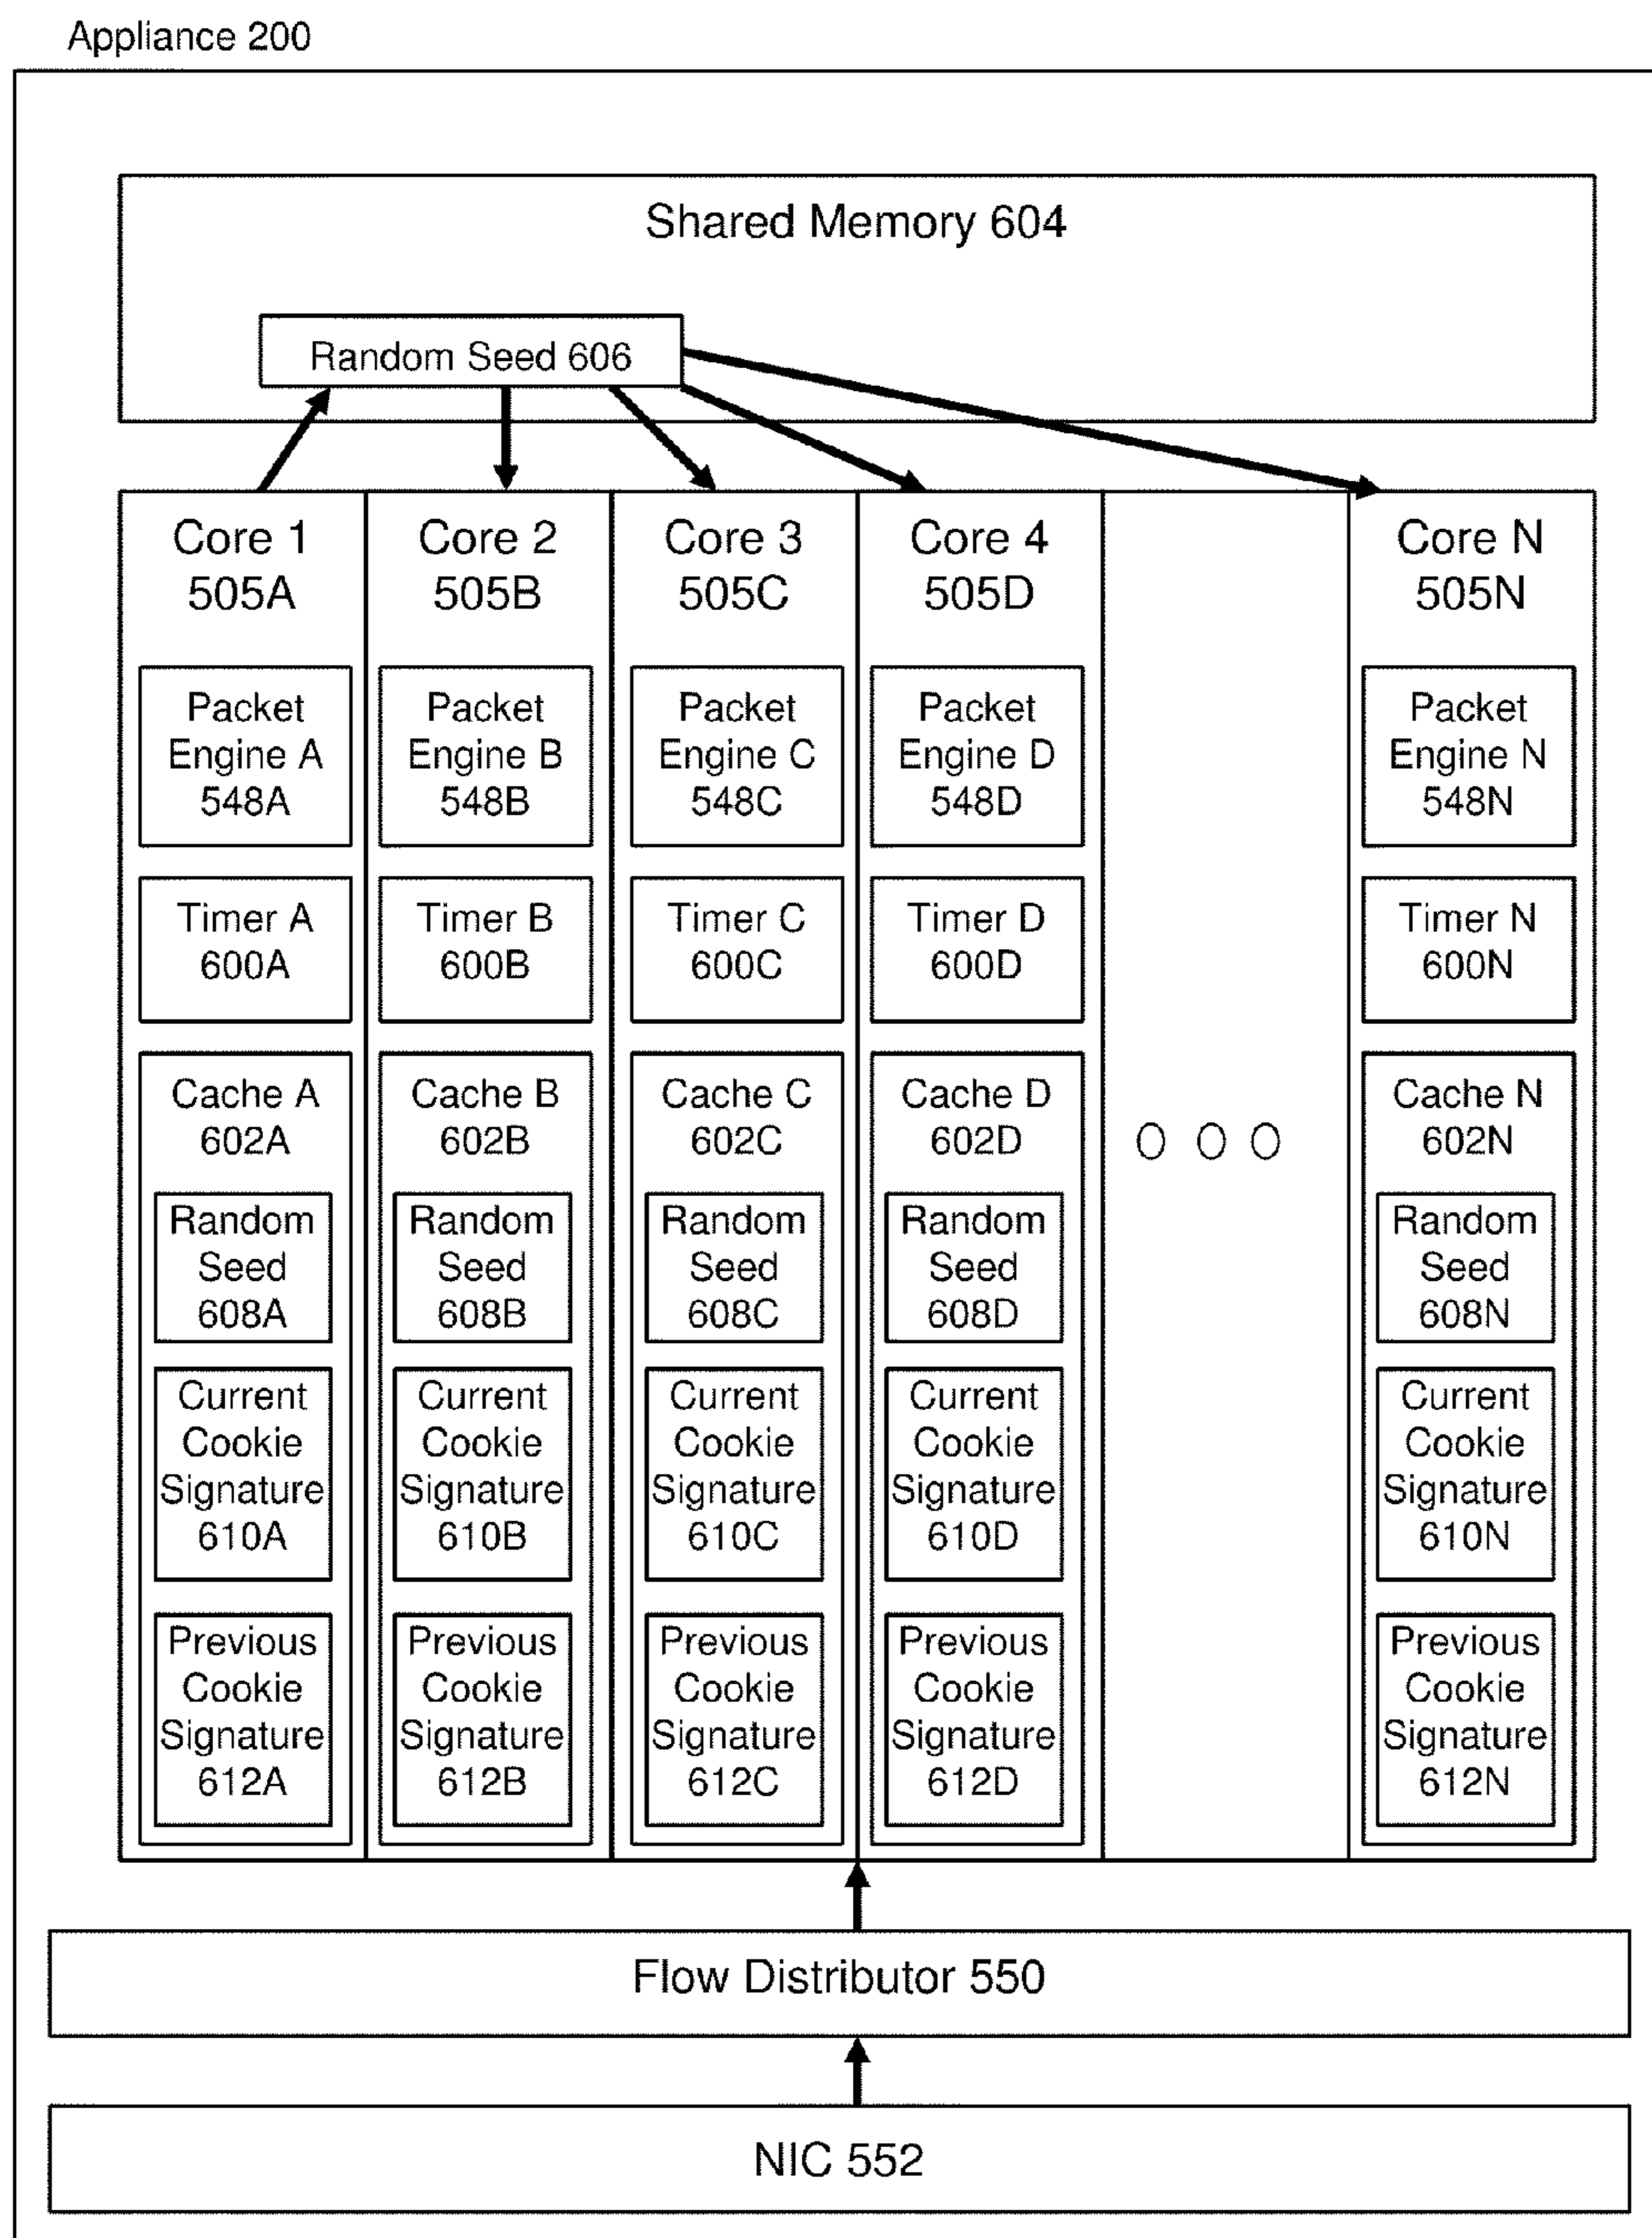 Appliance 200
Shared Memory 604
Random Seed 606
Core 1
505A
Core 2
505B
Core 3
505C
Core 4
505D
Core N
505N
Packet
Engine A
548A
Packet
Engine B
548B
Packet
Engine C
548C
Packet
Engine D
548D
Packet
Engine N
548N
Timer A
600A
Timer B
600B
Timer C
600C
Timer D
600D
Timer N
600N
Cache A
602A
Cache B
602B
Cache C
602C
Cache D
602D
Cache N
602N
Random
Seed
608A
Random
Seed
608B
Random
Seed
608C
Random
Seed
608D
Random
Seed
608N
Current
Cookie
Signature
610A
Current
Cookie
Signature
610B
Current
Cookie
Signature
610C
Current
Cookie
Signature
610D
Current
Cookie
Signature
610N
Previous
Cookie
Signature
612A
Previous
Cookie
Signature
612B
Previous
Cookie
Signature
612C
Previous
Cookie
Signature
612D
Previous
Cookie
Signature
612N
Flow Distributor 550
NIC 552